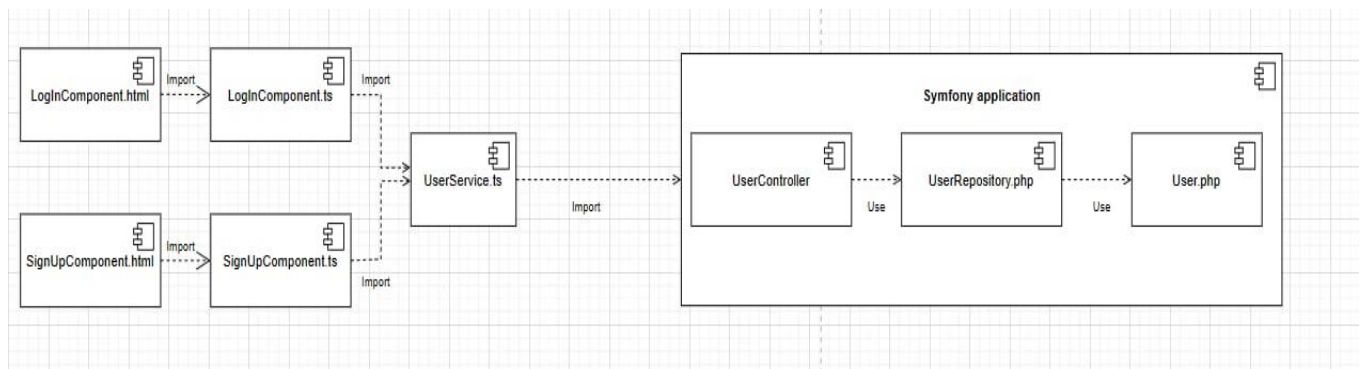 LogInComponent.html
Import
LogInComponent.ts
Import
SignUpComponent.html
Import
SignUpComponent.ts
Import
UserService.ts
Import
Symfony application
UserController
Use
UserRepository.php
Use
User.php